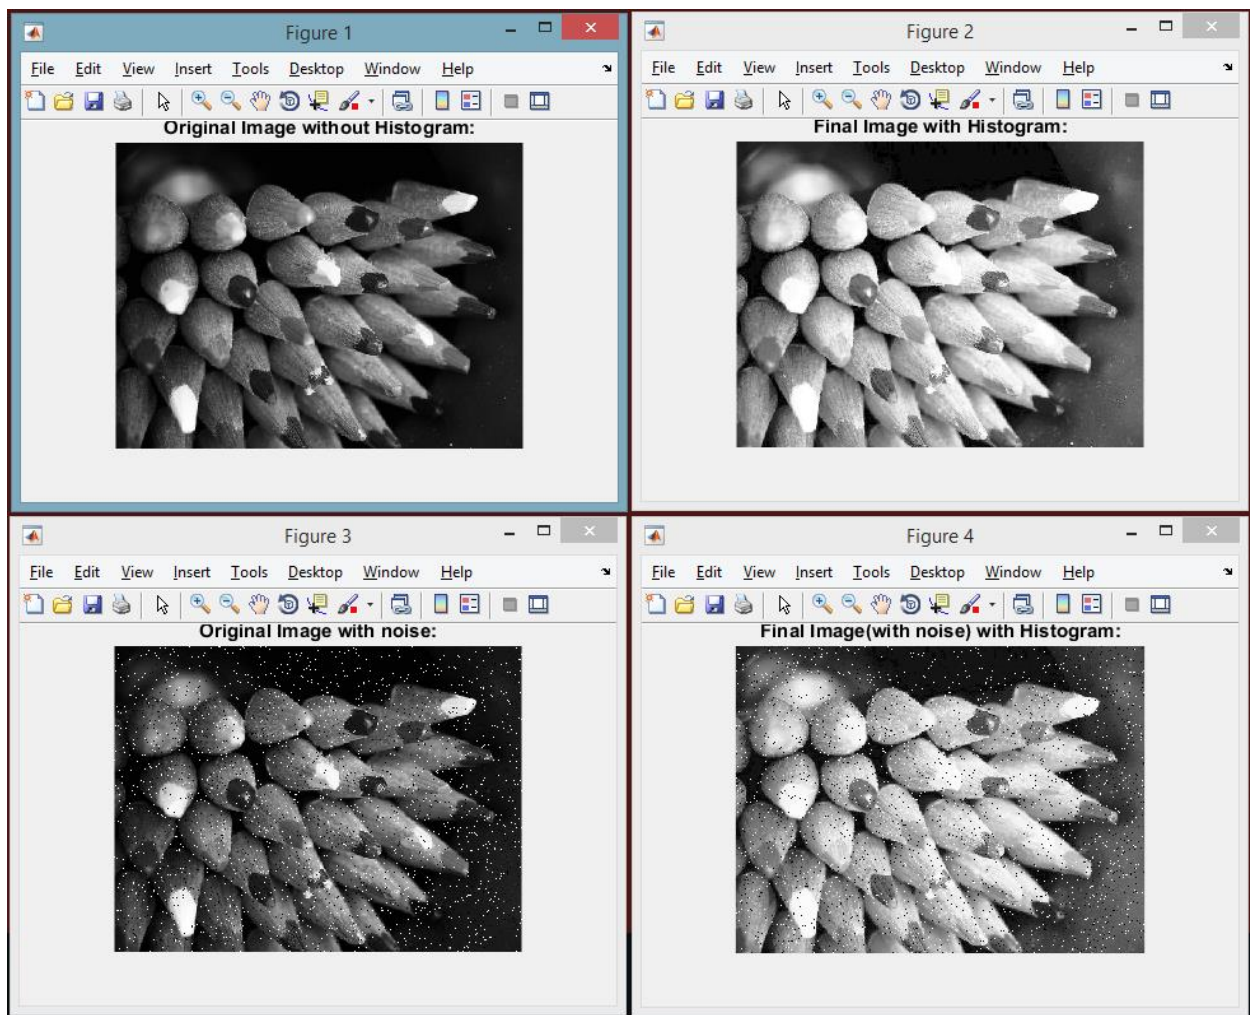 Figure 1
File Edit View Insert Tools Desktop Window Help
Original Image without Histogram:
Figure 2
File Edit View Insert Tools Desktop Window Help
Final Image with Histogram:
Figure 3
File Edit View Insert Tools Desktop Window Help
Original Image with noise:
Figure 4
File Edit View Insert Tools Desktop Window Help
Final Image(with noise) with Histogram: